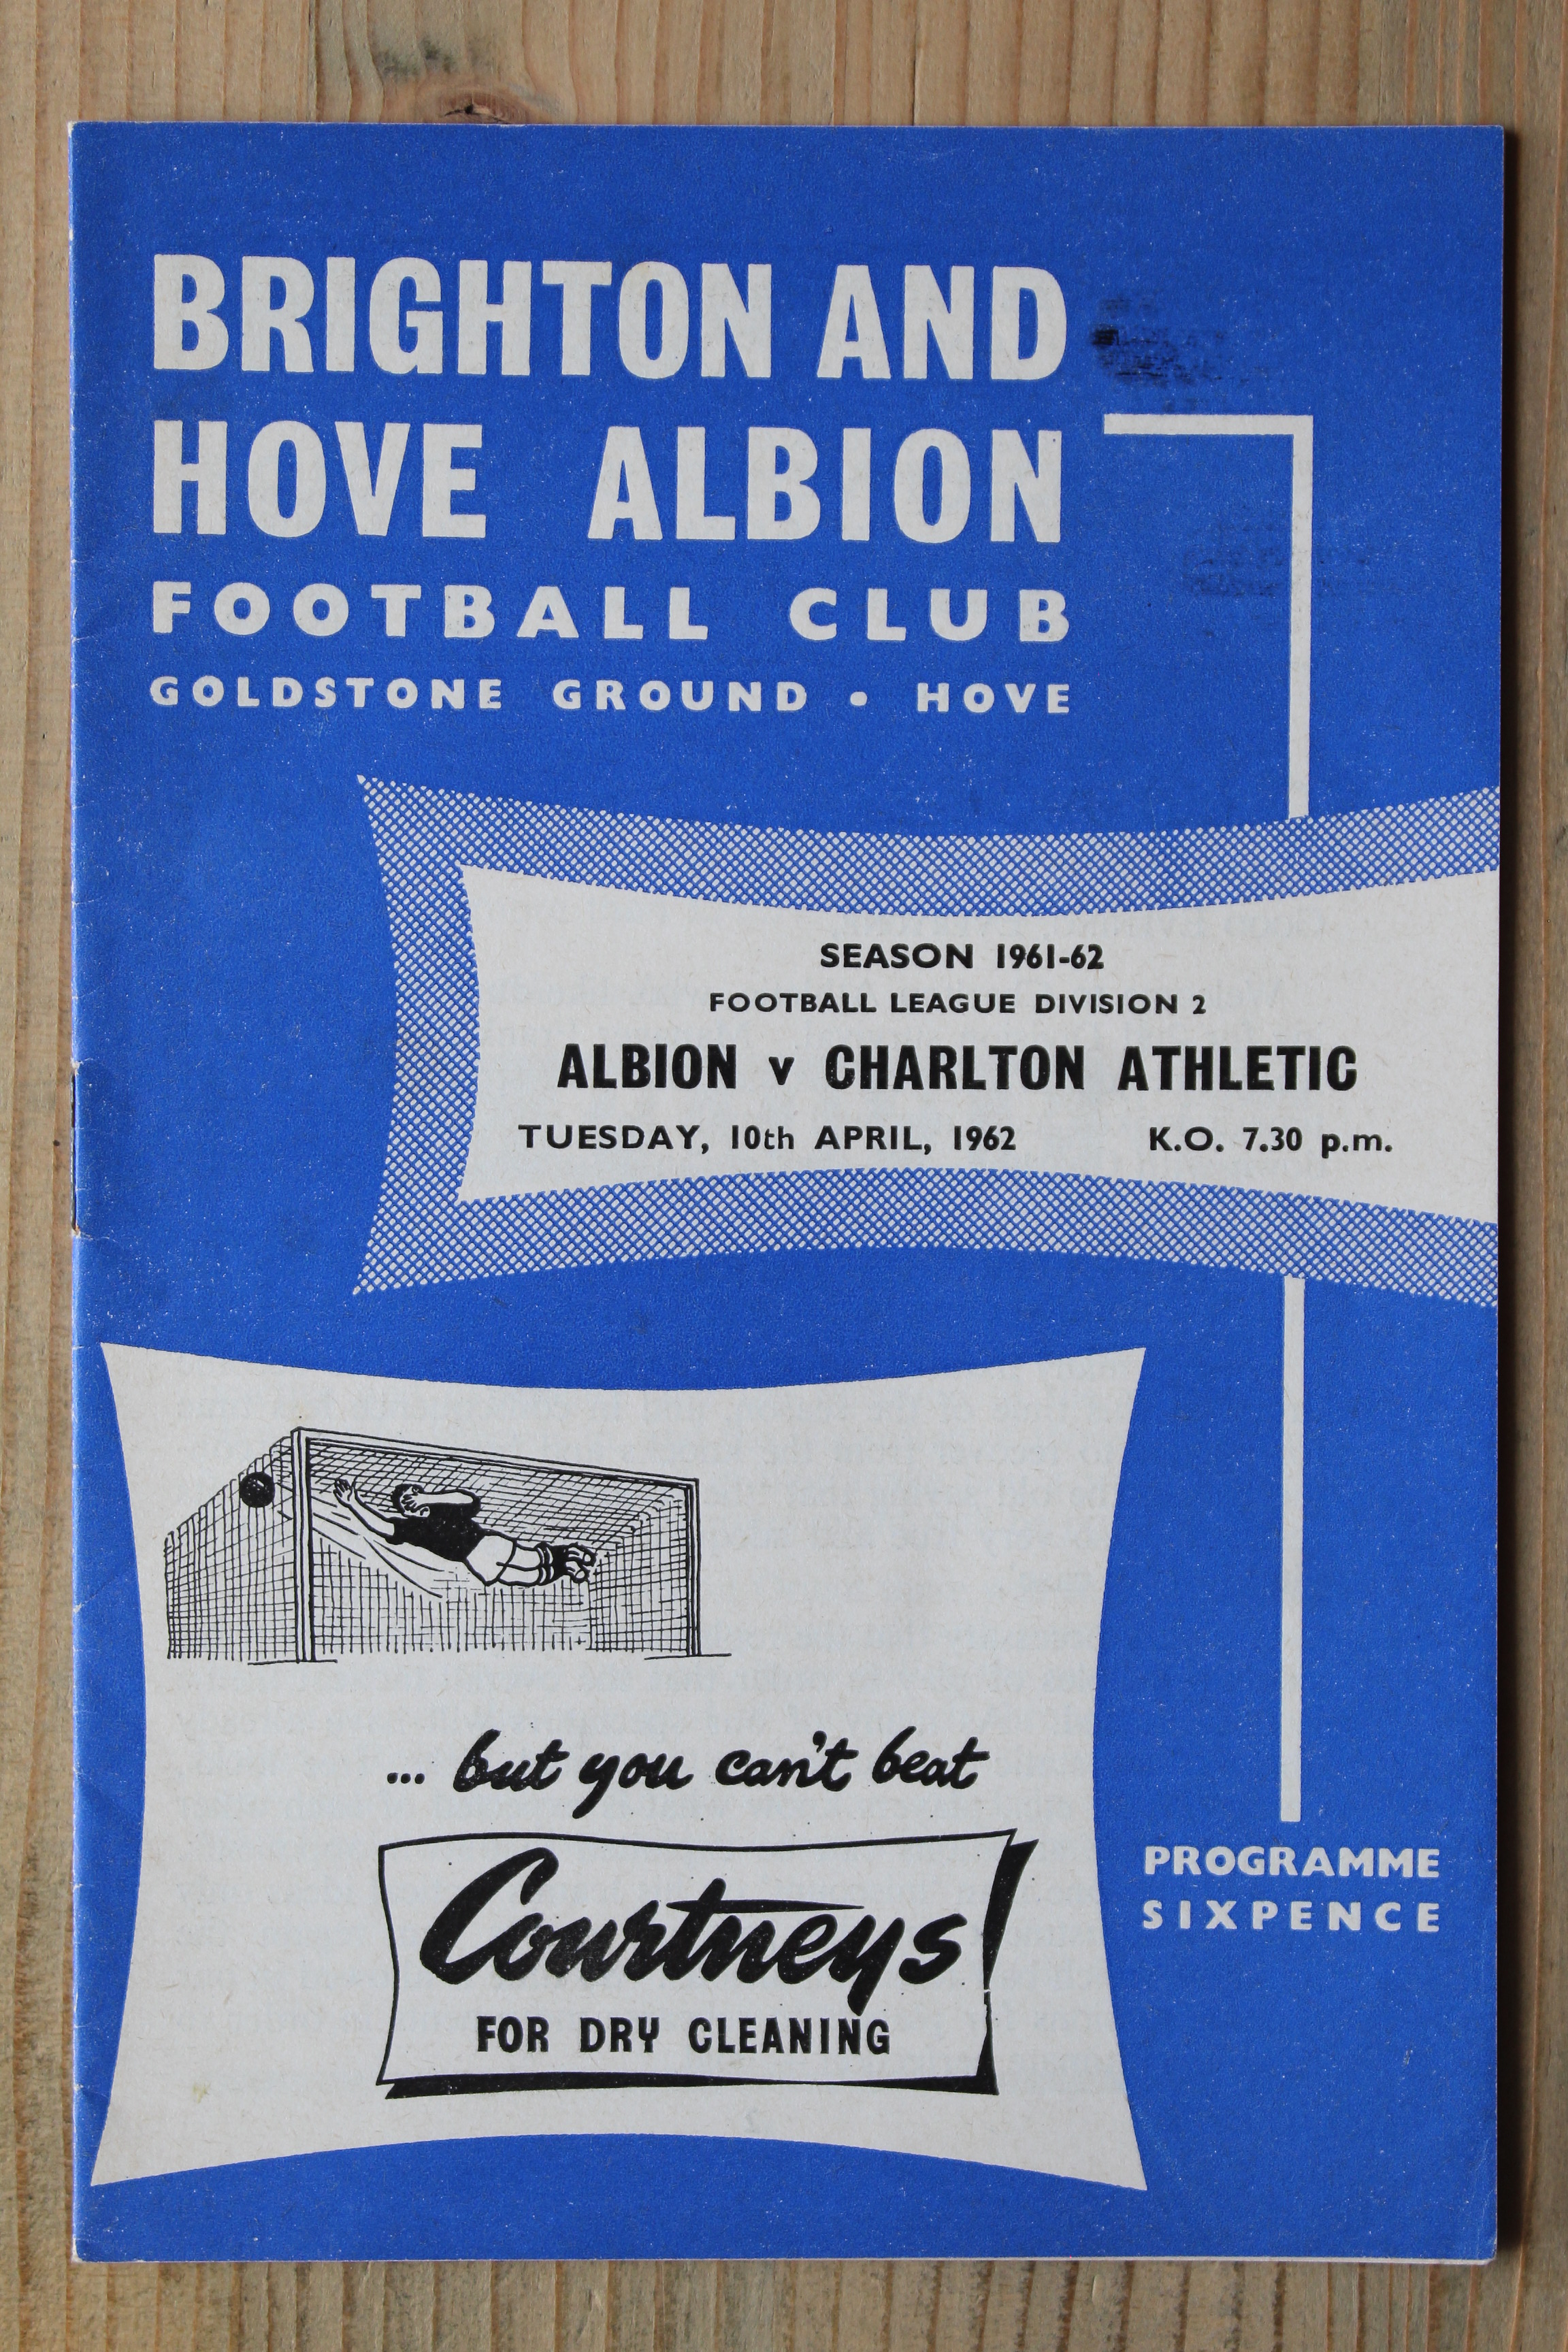 BRIGHTON AND
HOVE ALBION
FOOTBALL CLUB
GOLDSTONE GROUND • HOVE
SEASON 1961-62
FOOTBALL LEAGUE DIVISION 2
ALBION v CHARLTON ATHLETIC
TUESDAY, 10th APRIL, 1962 K.O. 7.30 p.m.
... but you can't beat
Courtneys
FOR DRY CLEANING
PROGRAMME
SIXPENCE